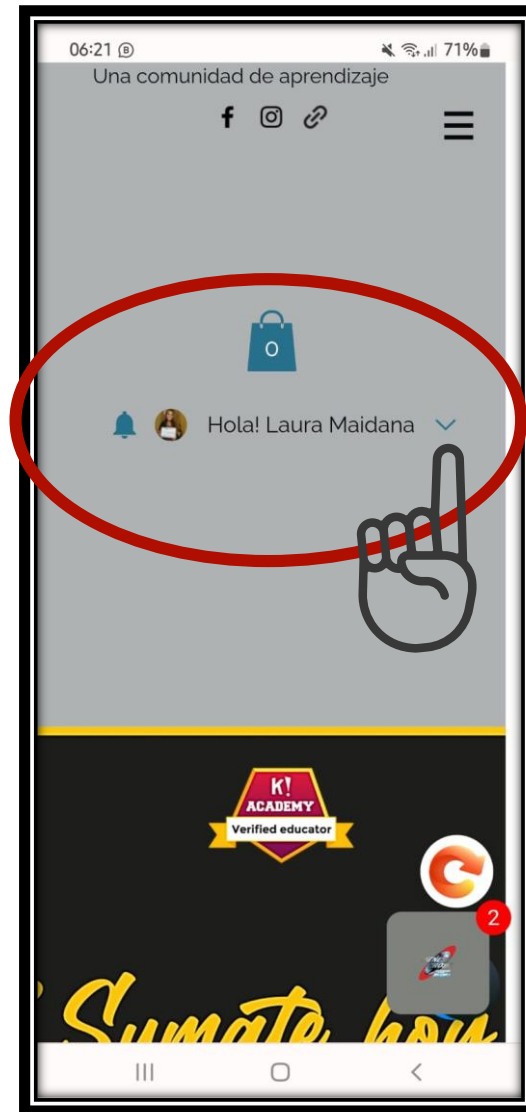 06:21 71%
Una comunidad de aprendizaje
0
Hola! Laura Maidana
K!
ACADEMY
Verified educator
2
Sumate hoy